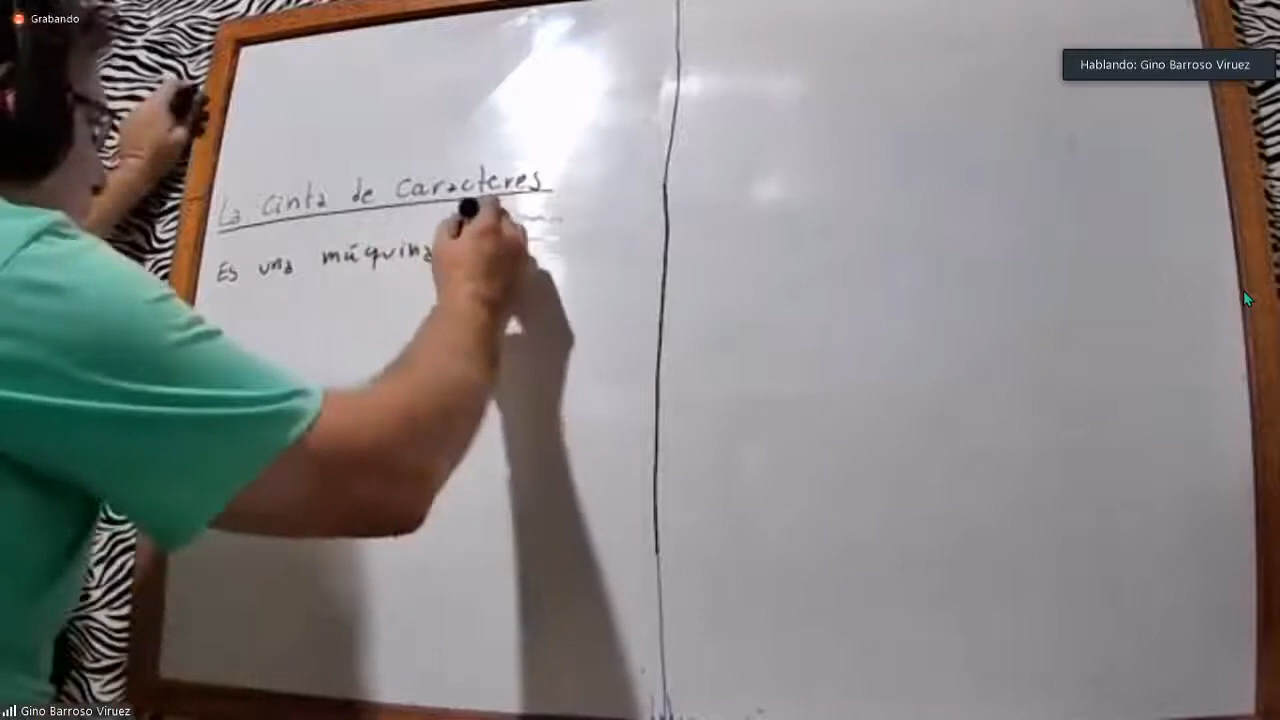 Grabando
Hablando: Gino Barroso Viruez
La cinta de caracteres
Es una máquina
Gino Barroso Viruez